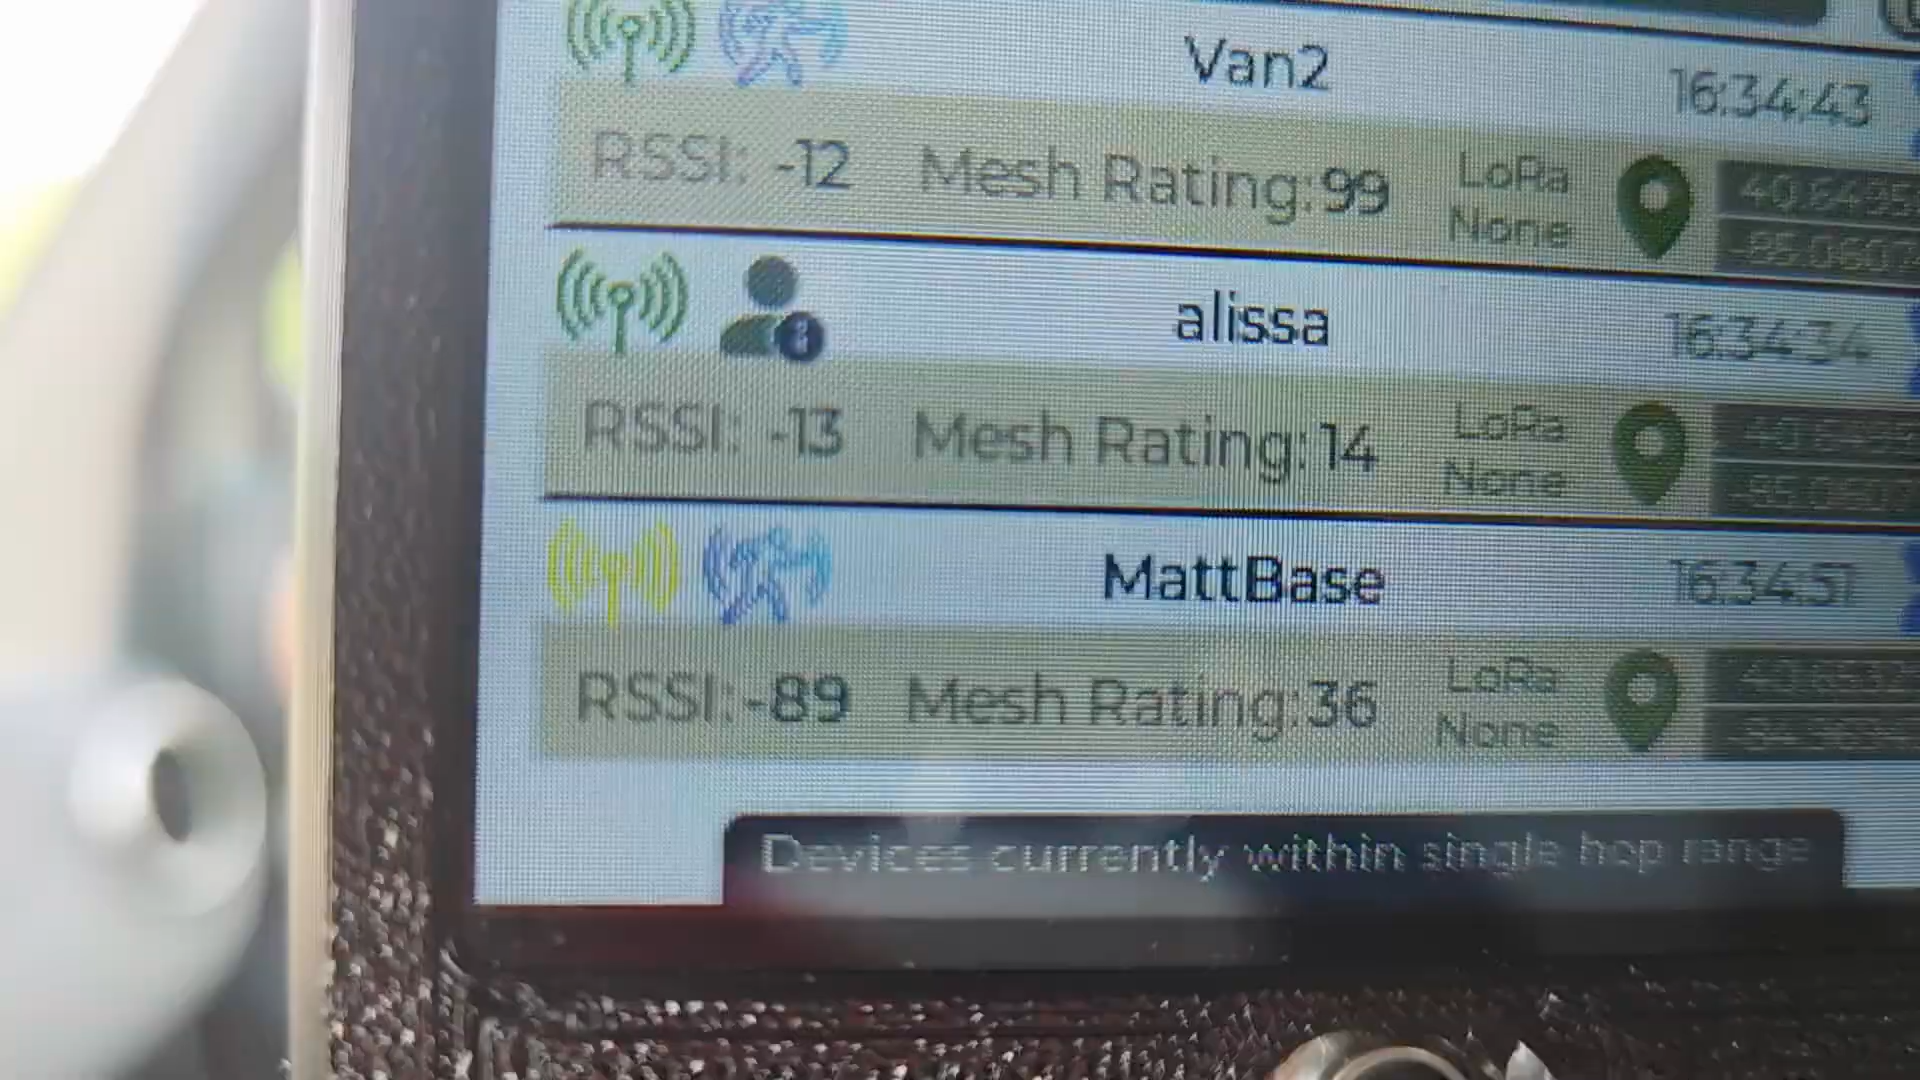 Van2
16:34:43
RSSI: -12 Mesh Rating: 99 LoRa None
alissa
16:34:34
RSSI: -13 Mesh Rating: 14 LoRa None
MattBase
16:34:51
RSSI: -89 Mesh Rating: 36 LoRa None
Devices currently within single hop range